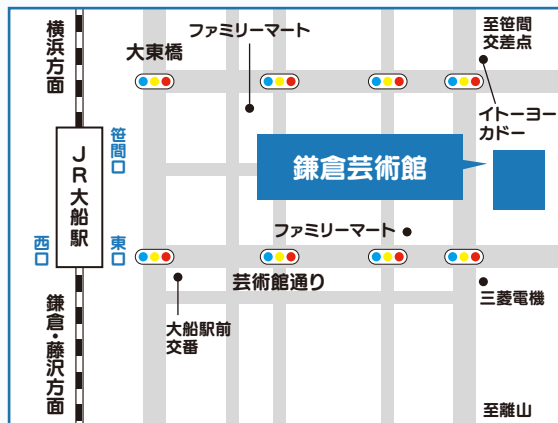 横浜方面
大東橋
ファミリーマート
至笹間
交差点
イトーヨー
カドー
笹間口
JR大船駅
鎌倉芸術館
西口
東口
ファミリーマート
芸術館通り
大船駅前
交番
三菱電機
鎌倉・藤沢方面
至離山